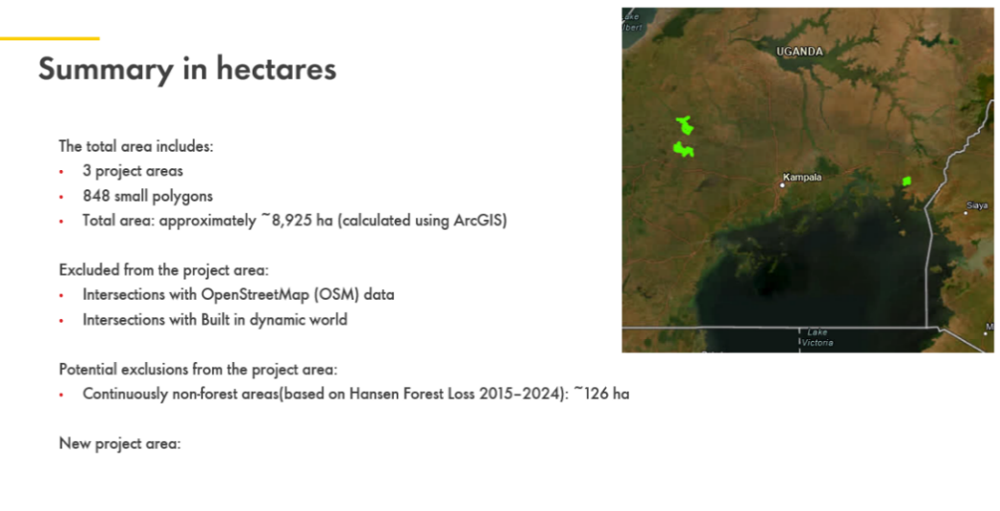 Summary in hectares
The total area includes:
• 3 project areas
• 848 small polygons
• Total area: approximately ~8,925 ha (calculated using ArcGIS)
Excluded from the project area:
• Intersections with OpenStreetMap (OSM) data
• Intersections with Built in dynamic world
Potential exclusions from the project area:
• Continuously non-forest areas(based on Hansen Forest Loss 2015–2024): ~126 ha
New project area:
UGANDA
Kampala
Siaya
Lake
Victoria